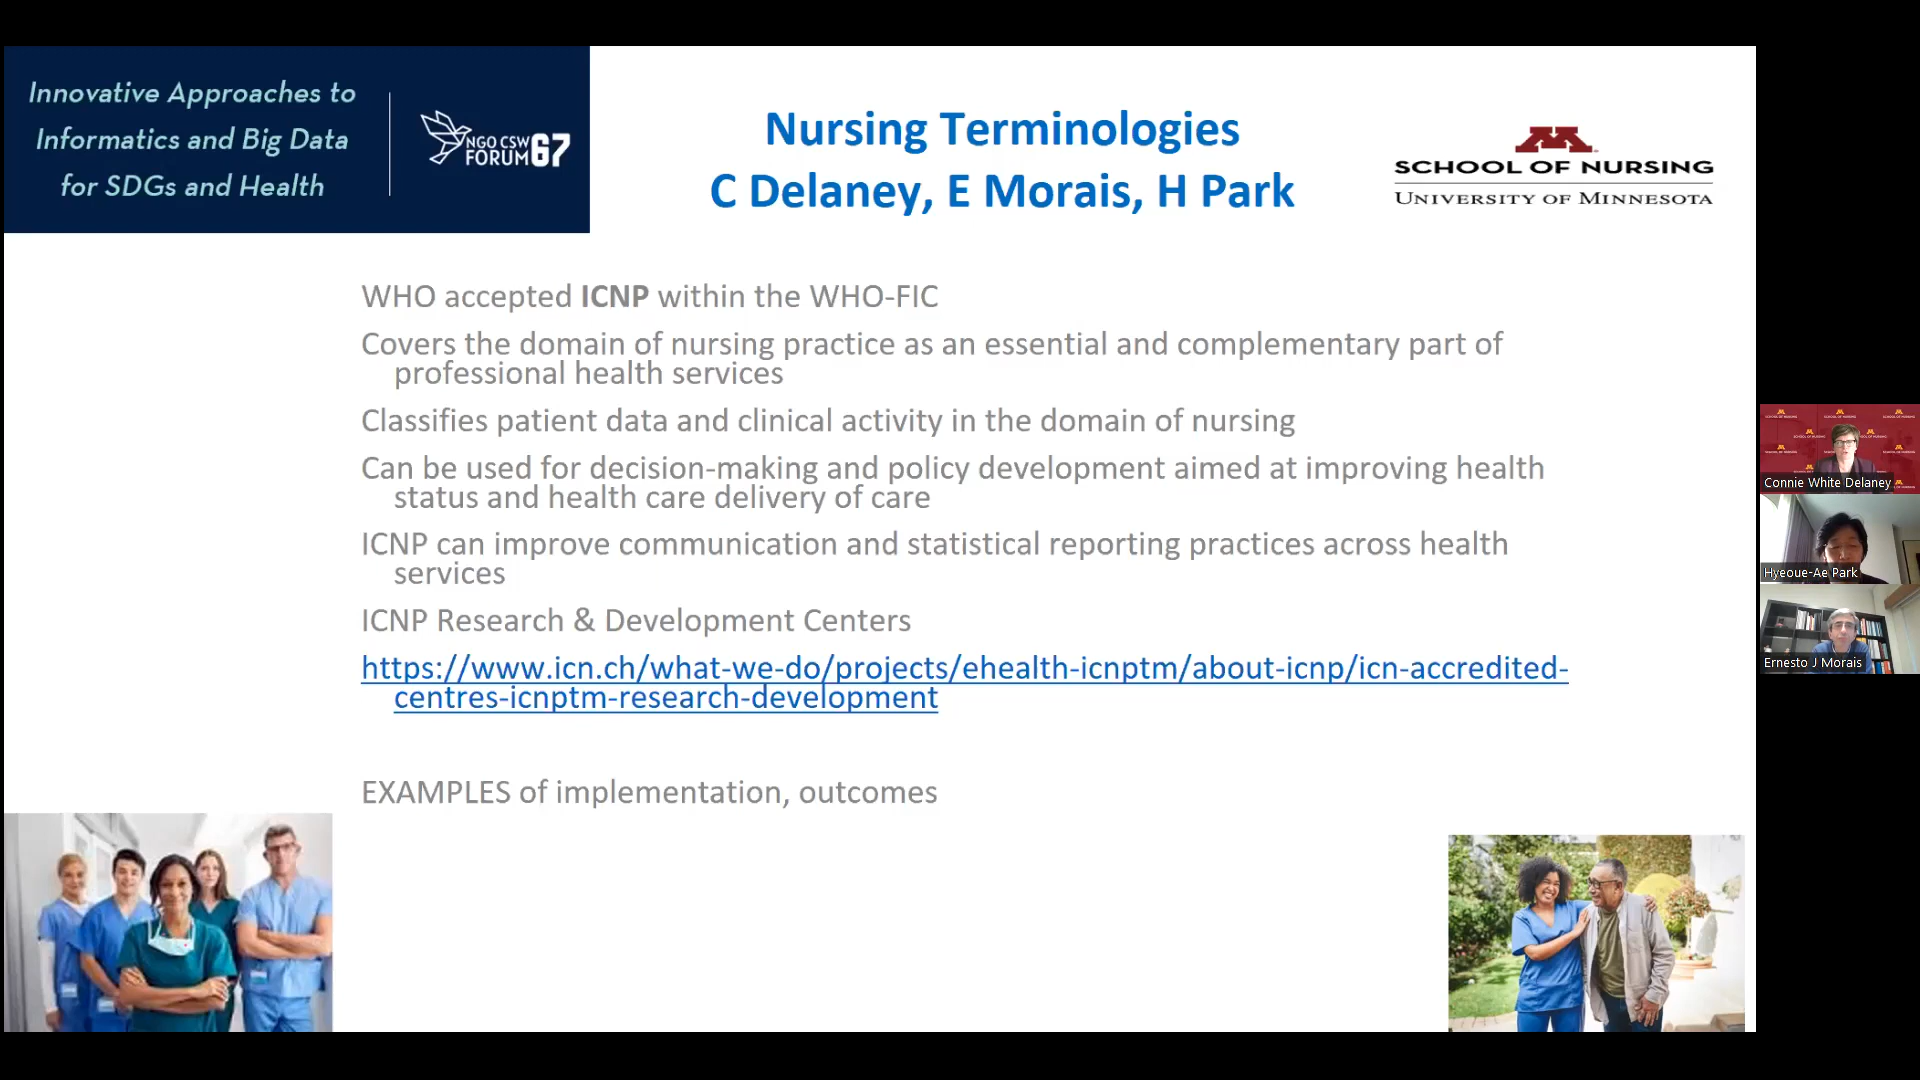 Innovative Approaches to
Informatics and Big Data
for SDGs and Health
NGO CSW
FORUM 67
Nursing Terminologies
C Delaney, E Morais, H Park
M
SCHOOL OF NURSING
UNIVERSITY OF MINNESOTA
WHO accepted ICNP within the WHO-FIC
Covers the domain of nursing practice as an essential and complementary part of
professional health services
Classifies patient data and clinical activity in the domain of nursing
Can be used for decision-making and policy development aimed at improving health
status and health care delivery of care
ICNP can improve communication and statistical reporting practices across health
services
ICNP Research & Development Centers
https://www.icn.ch/what-we-do/projects/ehealth-icnptm/about-icnp/icn-accredited-
centres-icnptm-research-development
EXAMPLES of implementation, outcomes
Connie White Delaney
Hyeoue-Ae Park
Ernesto J Morais